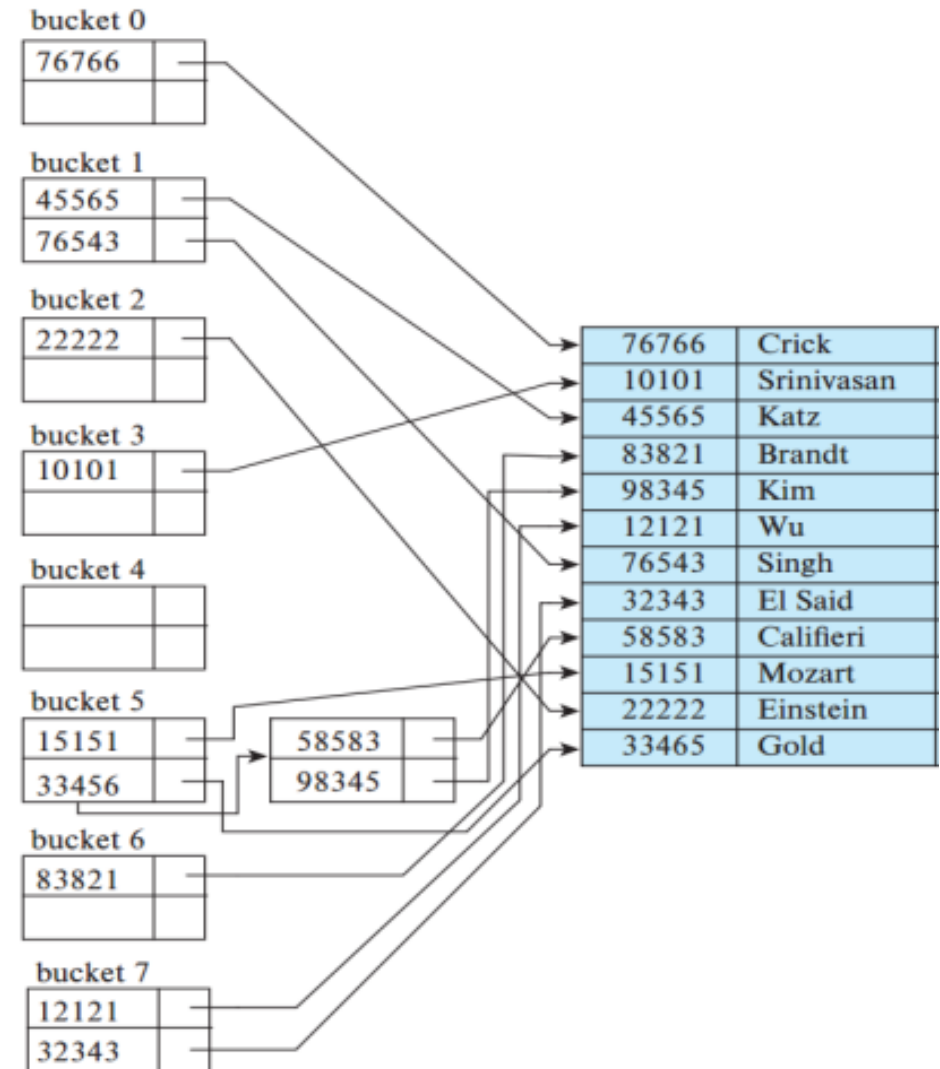 bucket 0
76766
bucket 1
45565
76543
bucket 2
22222
bucket 3
10101
bucket 4
bucket 5
15151
33456
58583
98345
bucket 6
83821
bucket 7
12121
32343
76766 Crick
10101 Srinivasan
45565 Katz
83821 Brandt
98345 Kim
12121 Wu
76543 Singh
32343 El Said
58583 Califieri
15151 Mozart
22222 Einstein
33465 Gold